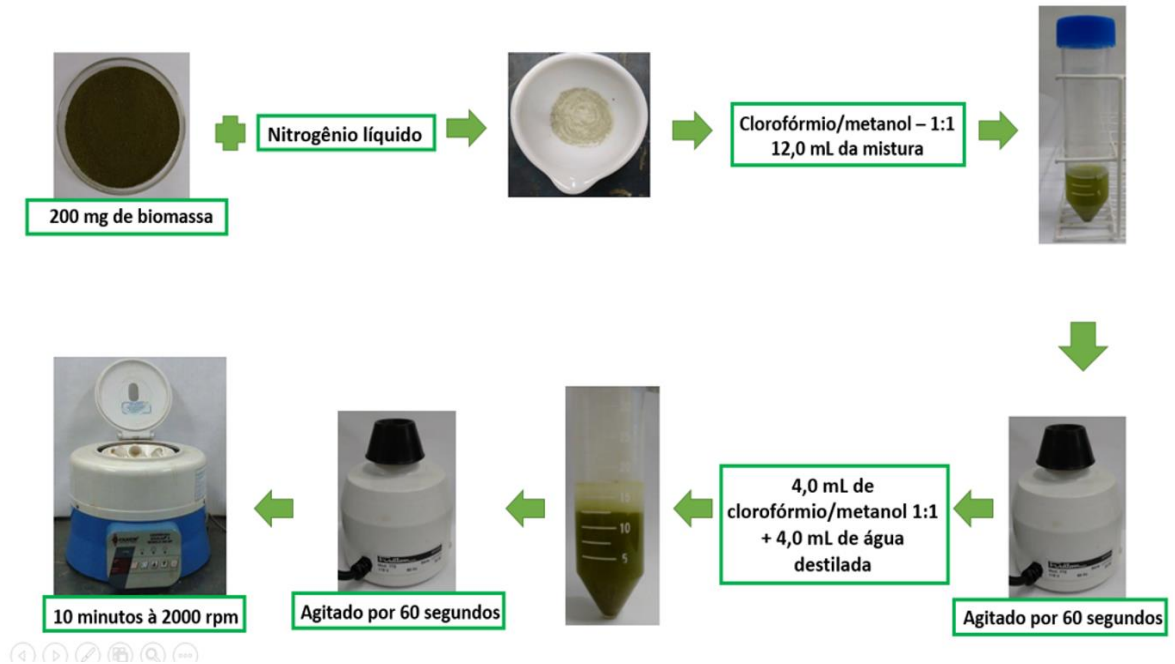 200 mg de biomassa
Nitrogênio líquido
Clorofórmio/metanol – 1:1
12,0 mL da mistura
Agitado por 60 segundos
4,0 mL de
clorofórmio/metanol 1:1
+ 4,0 mL de água
destilada
15
10
5
Agitado por 60 segundos
10 minutos à 2000 rpm